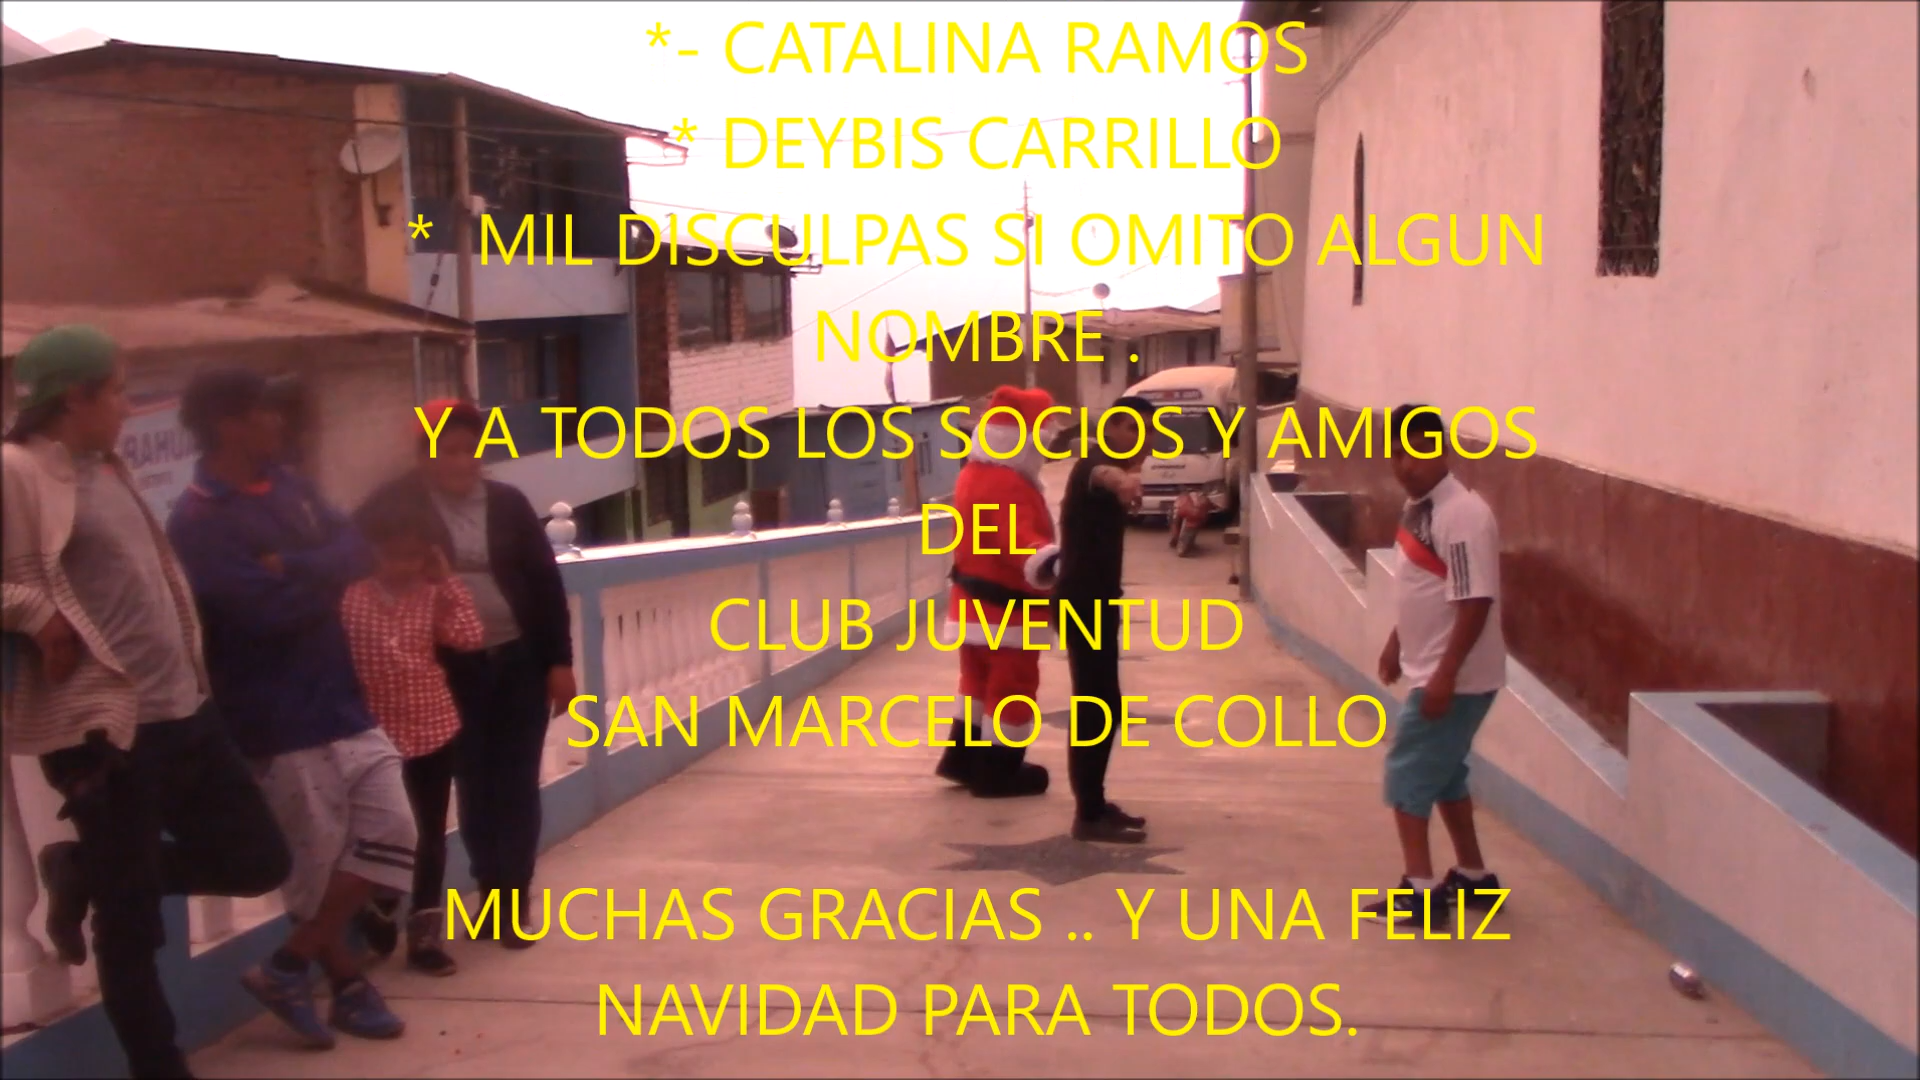 *- CATALINA RAMOS
* DEYBIS CARRILLO
* MIL DISCULPAS SI OMITO ALGUN
NOMBRE .
Y A TODOS LOS SOCIOS Y AMIGOS
DEL
CLUB JUVENTUD
SAN MARCELO DE COLLO
MUCHAS GRACIAS .. Y UNA FELIZ
NAVIDAD PARA TODOS.